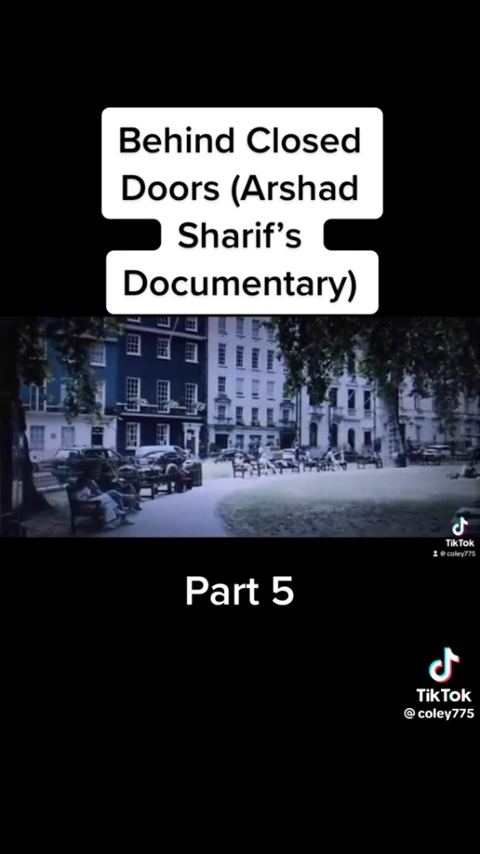 Behind Closed
Doors (Arshad
Sharif’s
Documentary)
TikTok
@coley775
Part 5
TikTok
@coley775